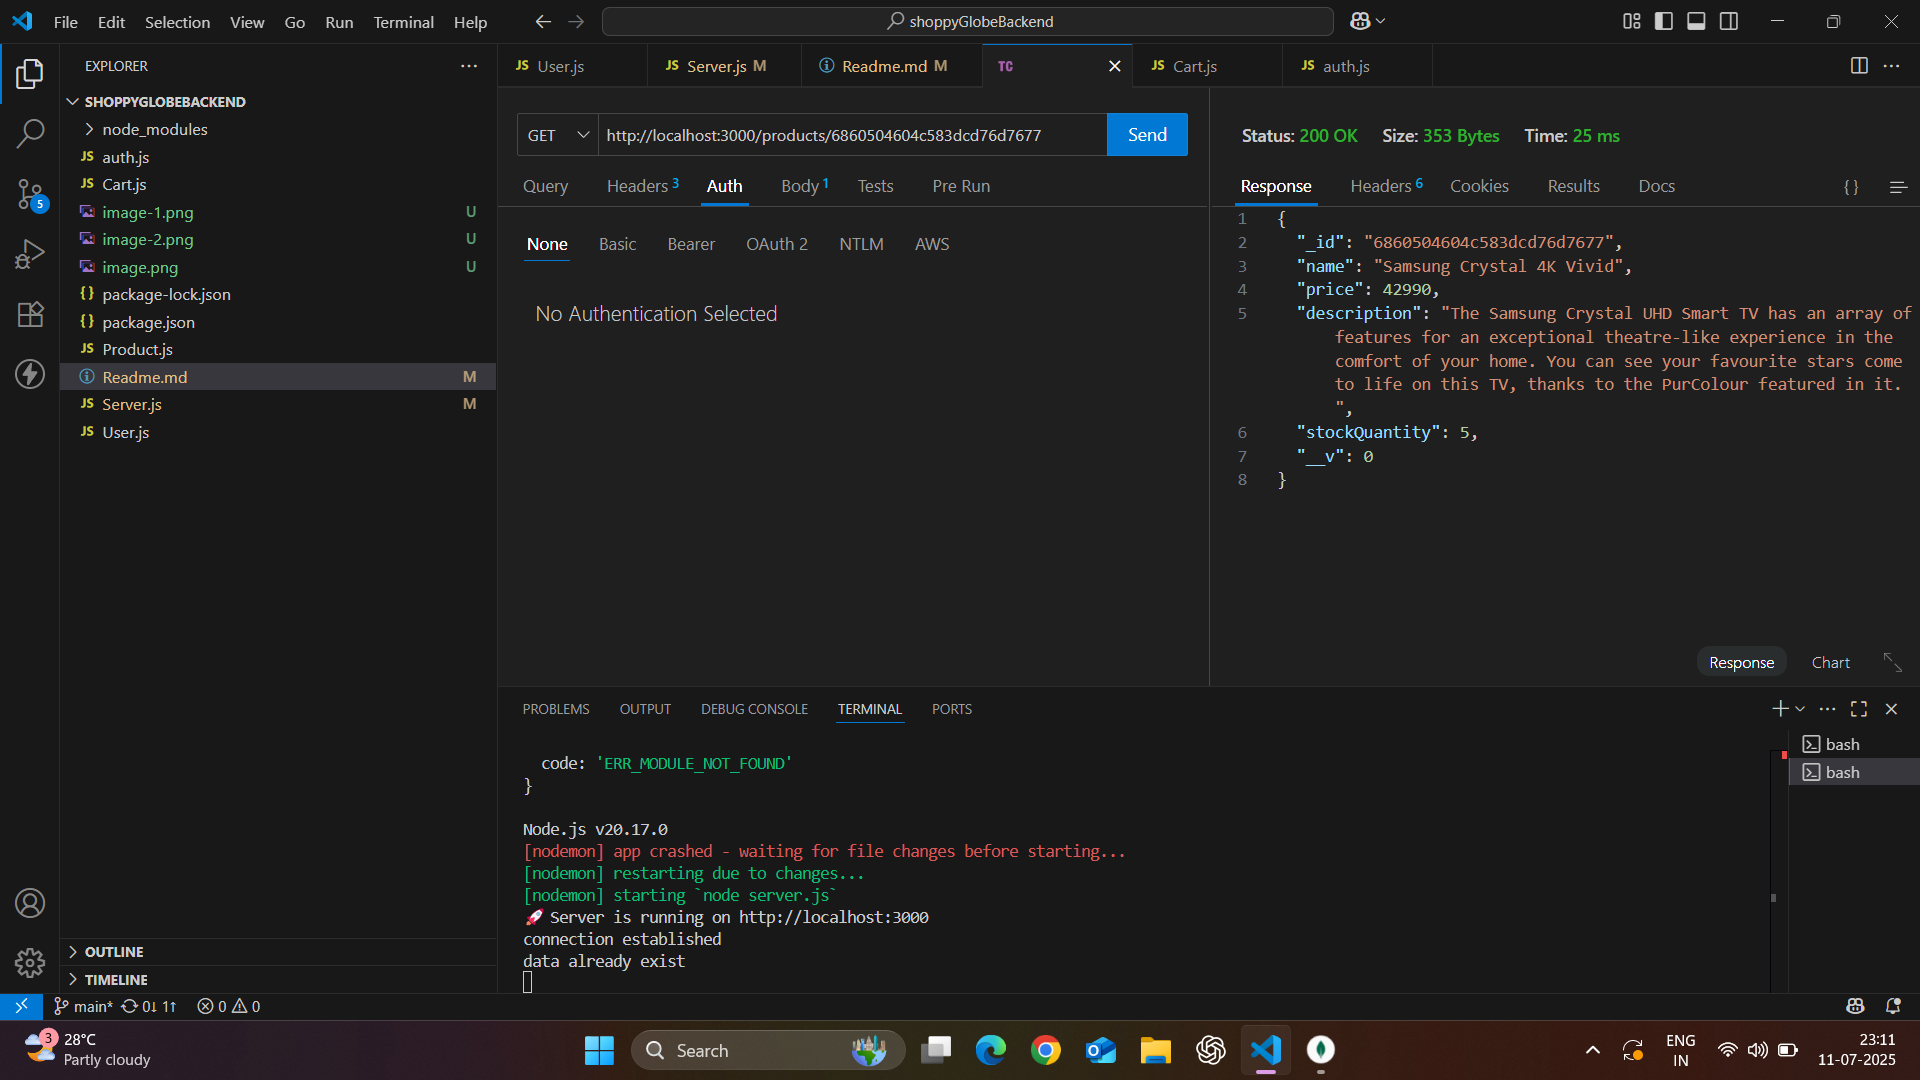 File Edit Selection View Go Run Terminal Help
shoppyGlobeBackend
EXPLORER
SHOPPYGLOBEBACKEND
node_modules
JS auth.js
JS Cart.js
image-1.png U
image-2.png U
image.png U
{} package-lock.json
{} package.json
JS Product.js
Readme.md M
JS Server.js M
JS User.js
OUTLINE
TIMELINE
5
JS User.js
JS Server.js M
Readme.md M
TC
JS Cart.js
JS auth.js
GET http://localhost:3000/products/6860504604c583dcd76d7677 Send
Query Headers 3 Auth Body 1 Tests Pre Run
None Basic Bearer OAuth 2 NTLM AWS
No Authentication Selected
Status: 200 OK Size: 353 Bytes Time: 25 ms
Response Headers 6 Cookies Results Docs { }
1 {
2 "_id": "6860504604c583dcd76d7677",
3 "name": "Samsung Crystal 4K Vivid",
4 "price": 42990,
5 "description": "The Samsung Crystal UHD Smart TV has an array of
features for an exceptional theatre-like experience in the
comfort of your home. You can see your favourite stars come
to life on this TV, thanks to the PurColour featured in it.
",
6 "stockQuantity": 5,
7 "__v": 0
8 }
Response Chart
PROBLEMS OUTPUT DEBUG CONSOLE TERMINAL PORTS
code: 'ERR_MODULE_NOT_FOUND'
}
Node.js v20.17.0
[nodemon] app crashed - waiting for file changes before starting...
[nodemon] restarting due to changes...
[nodemon] starting `node server.js`
🚀 Server is running on http://localhost:3000
connection established
data already exist
bash
bash
main* 0↓ 1↑ 0 0
3
28°C
Partly cloudy
Search
ENG
IN
23:11
11-07-2025